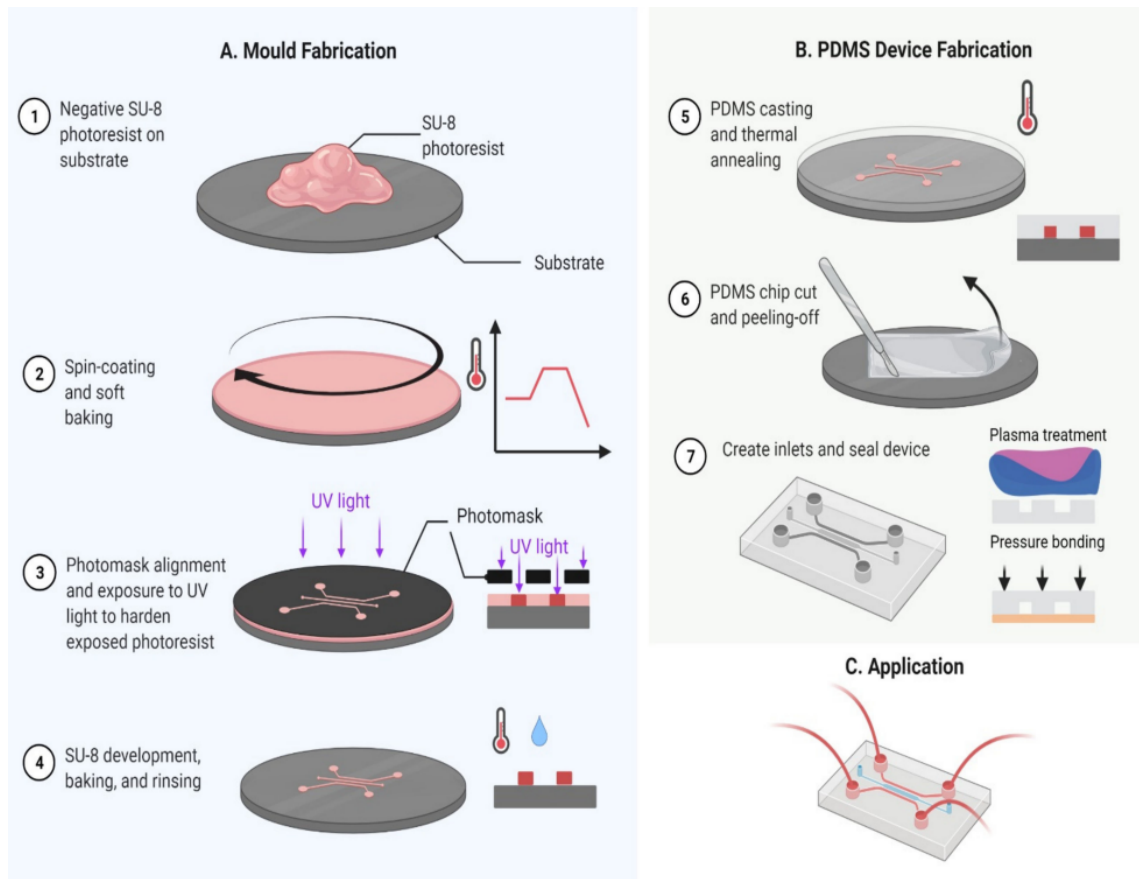 A. Mould Fabrication
1
Negative SU-8
photoresist on
substrate
SU-8
photoresist
Substrate
2
Spin-coating
and soft
baking
UV light
Photomask
UV light
3
Photomask alignment
and exposure to UV
light to harden
exposed photoresist
4
SU-8 development,
baking, and rinsing
B. PDMS Device Fabrication
5
PDMS casting
and thermal
annealing
6
PDMS chip cut
and peeling-off
7
Create inlets and seal device
Plasma treatment
Pressure bonding
C. Application